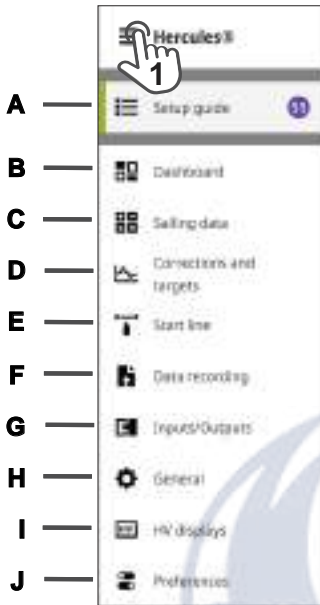 Hercules®
1
A Setup guide
B Dashboard
C Sailing data
D Corrections and
targets
E Start line
F Data recording
G Inputs/Outputs
H General
I HV displays
J Preferences